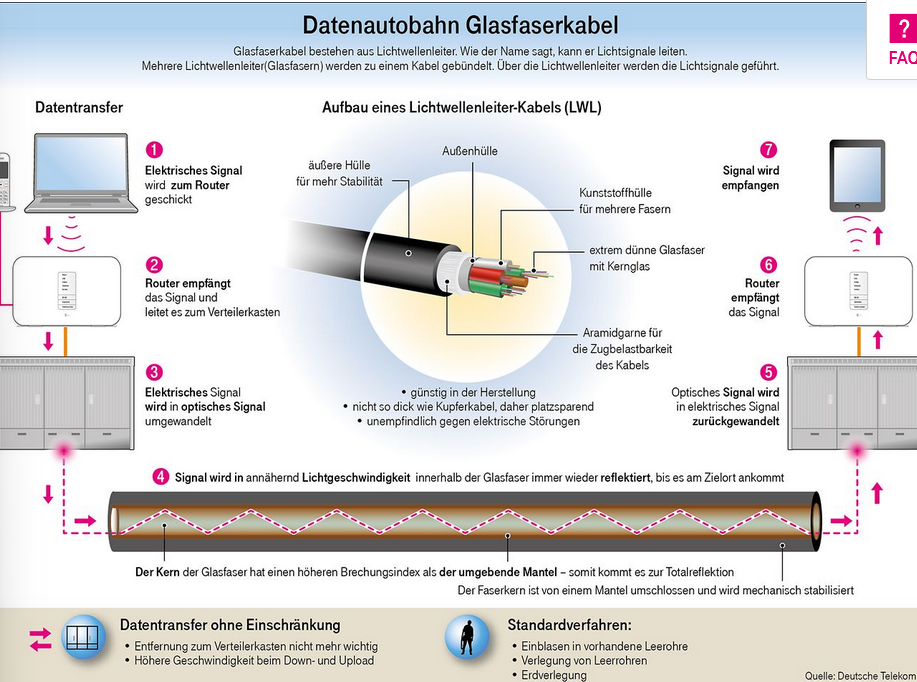 Datenautobahn Glasfaserkabel
?
FAQ
Glasfaserkabel bestehen aus Lichtwellenleiter. Wie der Name sagt, kann er Lichtsignale leiten.
Mehrere Lichtwellenleiter(Glasfasern) werden zu einem Kabel gebündelt. Über die Lichtwellenleiter werden die Lichtsignale geführt.
Datentransfer
Aufbau eines Lichtwellenleiter-Kabels (LWL)
1
Elektrisches Signal
wird zum Router
geschickt
2
Router empfängt
das Signal und
leitet es zum Verteilerkasten
3
Elektrisches Signal
wird in optisches Signal
umgewandelt
äußere Hülle
für mehr Stabilität
Außenhülle
Kunststoffhülle
für mehrere Fasern
extrem dünne Glasfaser
mit Kernglas
Aramidgarne für
die Zugbelastbarkeit
des Kabels
• günstig in der Herstellung
• nicht so dick wie Kupferkabel, daher platzsparend
• unempfindlich gegen elektrische Störungen
7
Signal wird
empfangen
6
Router
empfängt
das Signal
5
Optisches Signal wird
in elektrisches Signal
zurückgewandelt
4 Signal wird in annähernd Lichtgeschwindigkeit innerhalb der Glasfaser immer wieder reflektiert, bis es am Zielort ankommt
Der Kern der Glasfaser hat einen höheren Brechungsindex als der umgebende Mantel – somit kommt es zur Totalreflektion
Der Faserkern ist von einem Mantel umschlossen und wird mechanisch stabilisiert
Datentransfer ohne Einschränkung
• Entfernung zum Verteilerkasten nicht mehr wichtig
• Höhere Geschwindigkeit beim Down- und Upload
Standardverfahren:
• Einblasen in vorhandene Leerohre
• Verlegung von Leerrohren
• Erdverlegung
Quelle: Deutsche Telekom